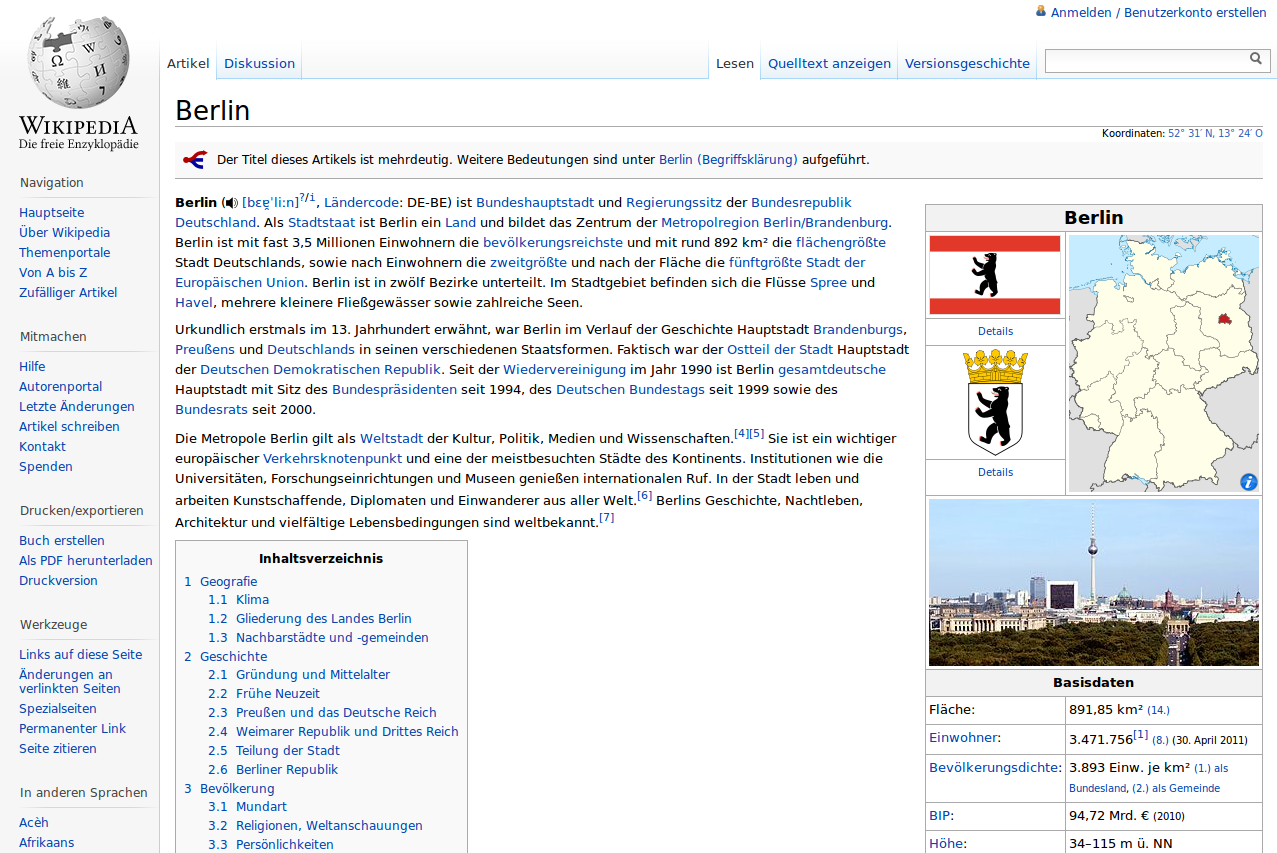 Anmelden / Benutzerkonto erstellen
Artikel Diskussion Lesen Quelltext anzeigen Versionsgeschichte
WIKIPEDIA
Die freie Enzyklopädie
Navigation
Hauptseite
Über Wikipedia
Themenportale
Von A bis Z
Zufälliger Artikel
Mitmachen
Hilfe
Autorenportal
Letzte Änderungen
Artikel schreiben
Kontakt
Spenden
Drucken/exportieren
Buch erstellen
Als PDF herunterladen
Druckversion
Werkzeuge
Links auf diese Seite
Änderungen an
verlinkten Seiten
Spezialseiten
Permanenter Link
Seite zitieren
In anderen Sprachen
Acèh
Afrikaans
Berlin
Koordinaten: 52° 31′ N, 13° 24′ O
Der Titel dieses Artikels ist mehrdeutig. Weitere Bedeutungen sind unter Berlin (Begriffsklärung) aufgeführt.
Berlin ( [bɛɐ̯ˈliːn]?/i, Ländercode: DE-BE) ist Bundeshauptstadt und Regierungssitz der Bundesrepublik
Deutschland. Als Stadtstaat ist Berlin ein Land und bildet das Zentrum der Metropolregion Berlin/Brandenburg.
Berlin ist mit fast 3,5 Millionen Einwohnern die bevölkerungsreichste und mit rund 892 km² die flächengrößte
Stadt Deutschlands, sowie nach Einwohnern die zweitgrößte und nach der Fläche die fünftgrößte Stadt der
Europäischen Union. Berlin ist in zwölf Bezirke unterteilt. Im Stadtgebiet befinden sich die Flüsse Spree und
Havel, mehrere kleinere Fließgewässer sowie zahlreiche Seen.
Urkundlich erstmals im 13. Jahrhundert erwähnt, war Berlin im Verlauf der Geschichte Hauptstadt Brandenburgs,
Preußens und Deutschlands in seinen verschiedenen Staatsformen. Faktisch war der Ostteil der Stadt Hauptstadt
der Deutschen Demokratischen Republik. Seit der Wiedervereinigung im Jahr 1990 ist Berlin gesamtdeutsche
Hauptstadt mit Sitz des Bundespräsidenten seit 1994, des Deutschen Bundestags seit 1999 sowie des
Bundesrats seit 2000.
Die Metropole Berlin gilt als Weltstadt der Kultur, Politik, Medien und Wissenschaften.[4][5] Sie ist ein wichtiger
europäischer Verkehrsknotenpunkt und eine der meistbesuchten Städte des Kontinents. Institutionen wie die
Universitäten, Forschungseinrichtungen und Museen genießen internationalen Ruf. In der Stadt leben und
arbeiten Kunstschaffende, Diplomaten und Einwanderer aus aller Welt.[6] Berlins Geschichte, Nachtleben,
Architektur und vielfältige Lebensbedingungen sind weltbekannt.[7]
Inhaltsverzeichnis
1 Geografie
1.1 Klima
1.2 Gliederung des Landes Berlin
1.3 Nachbarstädte und -gemeinden
2 Geschichte
2.1 Gründung und Mittelalter
2.2 Frühe Neuzeit
2.3 Preußen und das Deutsche Reich
2.4 Weimarer Republik und Drittes Reich
2.5 Teilung der Stadt
2.6 Berliner Republik
3 Bevölkerung
3.1 Mundart
3.2 Religionen, Weltanschauungen
3.3 Persönlichkeiten
Berlin
Details
Details
Basisdaten
Fläche: 891,85 km² (14.)
Einwohner: 3.471.756[1] (8.) (30. April 2011)
Bevölkerungsdichte: 3.893 Einw. je km² (1.) als
Bundesland, (2.) als Gemeinde
BIP: 94,72 Mrd. € (2010)
Höhe: 34–115 m ü. NN